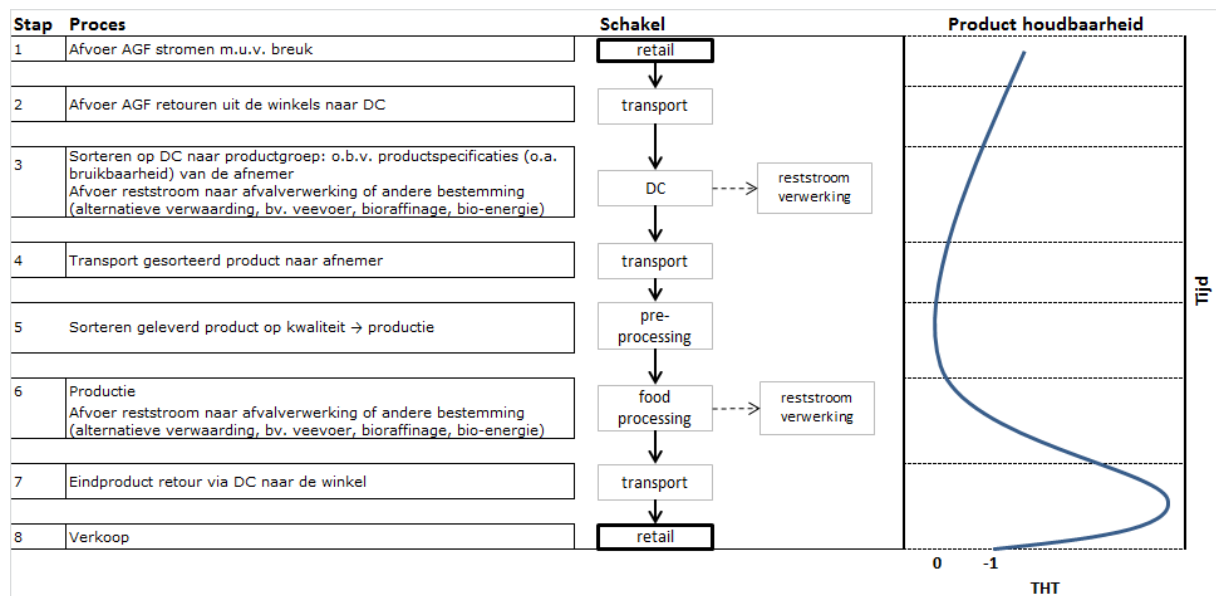 Stap Proces Schakel Product houdbaarheid
1 Afvoer AGF stromen m.u.v. breuk
retail
2 Afvoer AGF retouren uit de winkels naar DC
transport
3 Sorteren op DC naar productgroep: o.b.v. productspecificaties (o.a.
bruikbaarheid) van de afnemer
Afvoer reststroom naar afvalverwerking of andere bestemming
(alternatieve verwaarding, bv. veevoer, bioraffinage, bio-energie)
DC
reststroom
verwerking
4 Transport gesorteerd product naar afnemer
transport
5 Sorteren geleverd product op kwaliteit → productie
pre-
processing
6 Productie
Afvoer reststroom naar afvalverwerking of andere bestemming
(alternatieve verwaarding, bv. veevoer, bioraffinage, bio-energie)
food
processing
reststroom
verwerking
7 Eindproduct retour via DC naar de winkel
transport
8 Verkoop
retail
Tijd
0 -1
THT